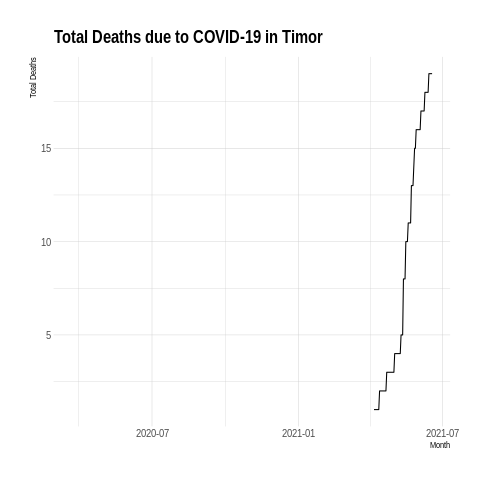 Total Deaths due to COVID-19 in Timor
Total Deaths
15
10
5
2020-07 2021-01 2021-07
Month